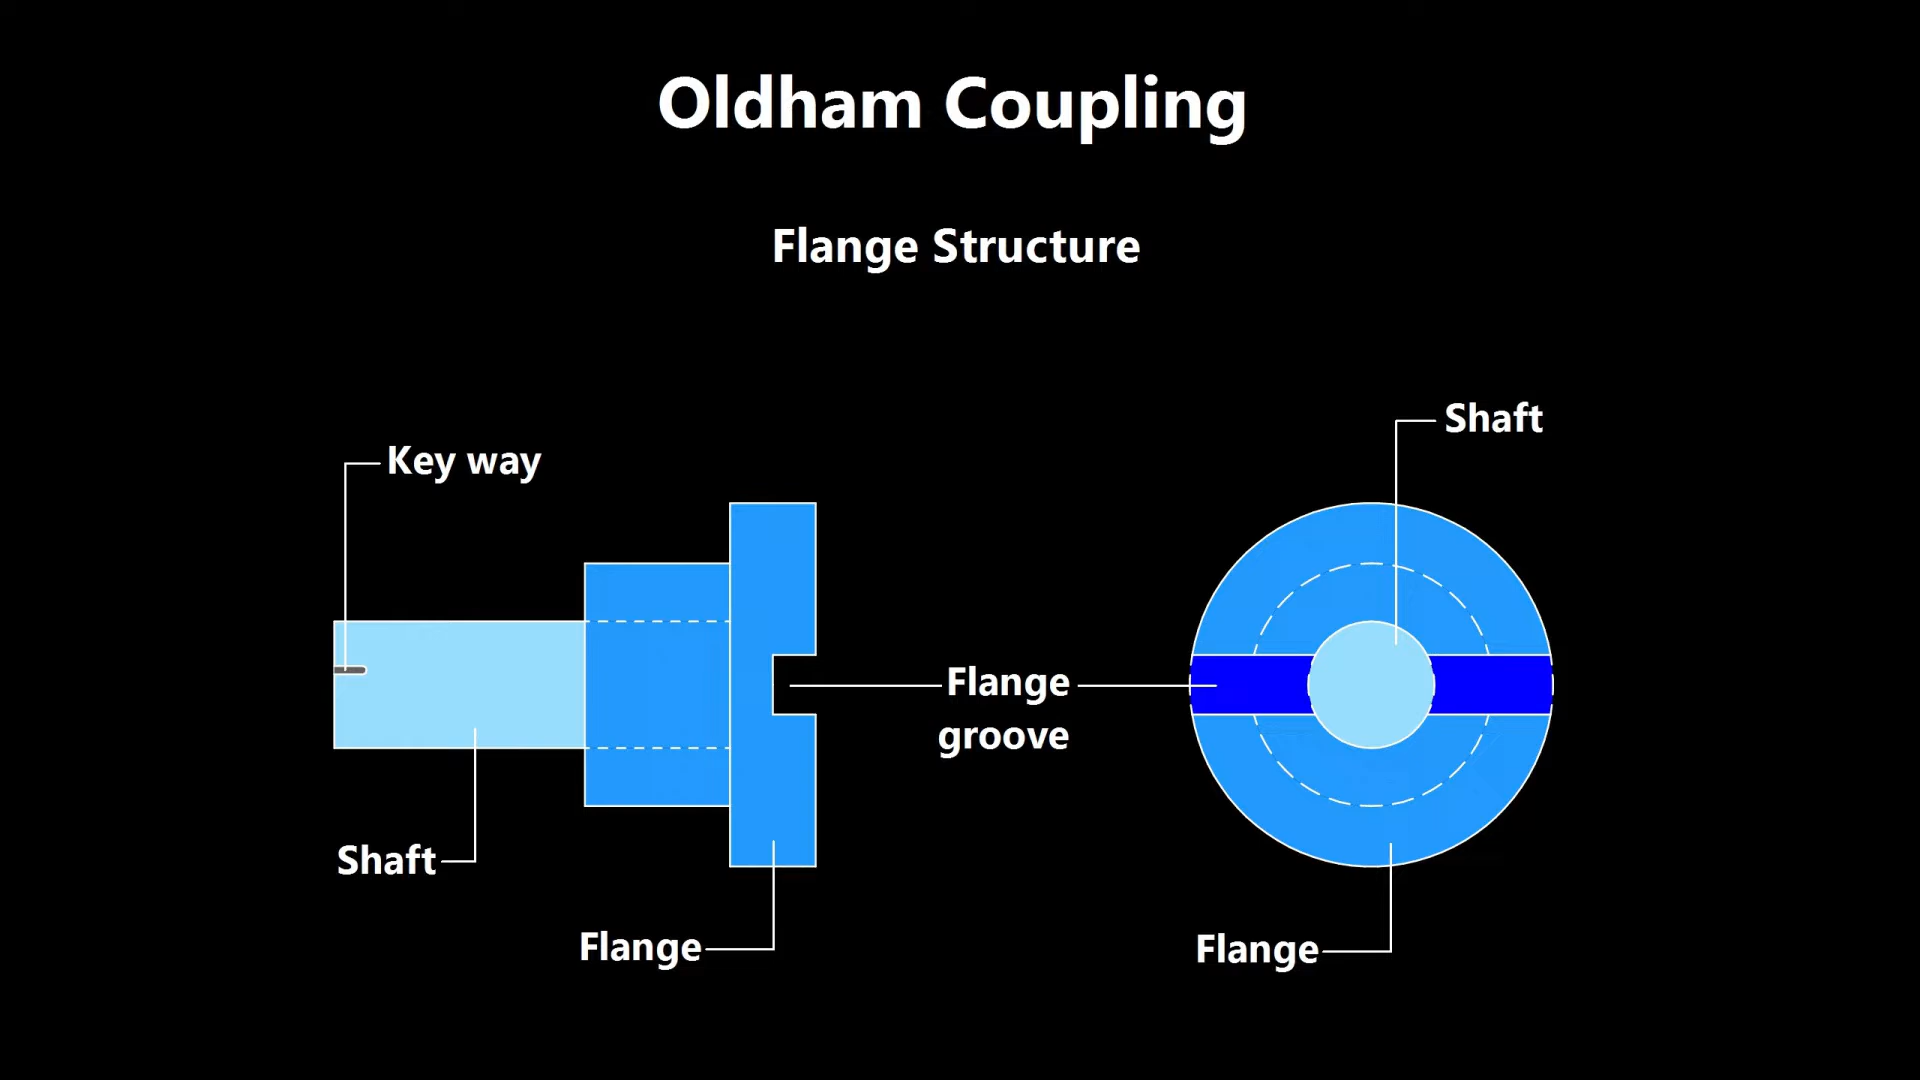 Oldham Coupling
Flange Structure
Shaft
Key way
Flange
groove
Shaft
Flange
Flange